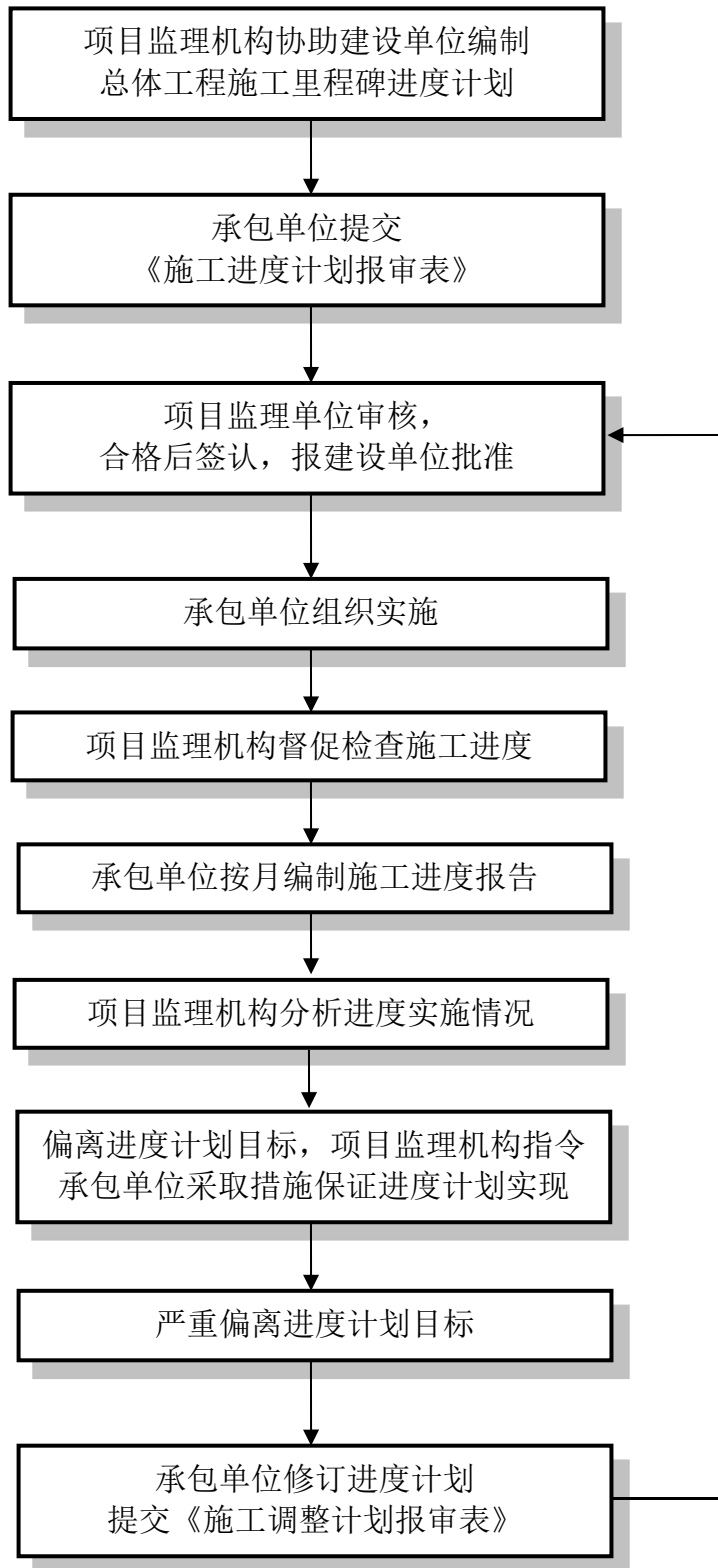 项目监理机构协助建设单位编制
总体工程施工里程碑进度计划
承包单位提交
《施工进度计划报审表》
项目监理单位审核，
合格后签认，报建设单位批准
承包单位组织实施
项目监理机构督促检查施工进度
承包单位按月编制施工进度报告
项目监理机构分析进度实施情况
偏离进度计划目标，项目监理机构指令
承包单位采取措施保证进度计划实现
严重偏离进度计划目标
承包单位修订进度计划
提交《施工调整计划报审表》